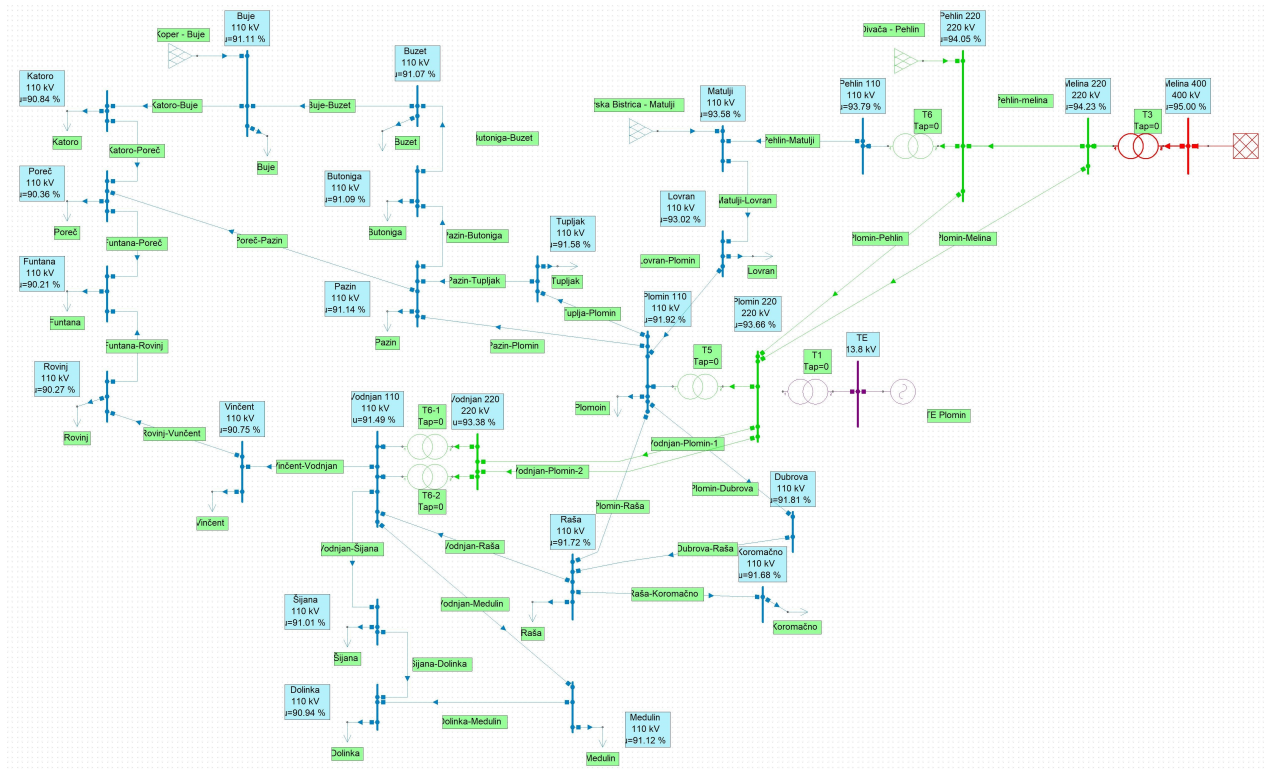 Buje
110 kV
u=91.11 %
Koper - Buje
Buzet
110 kV
u=91.07 %
Divača - Pehlin
Pehlin 220
220 kV
u=94.05 %
Katoro
110 kV
u=90.84 %
Katoro-Buje
Buje-Buzet
rska Bistrica - Matulji
Matulji
110 kV
u=93.58 %
Pehlin 110
110 kV
u=93.79 %
Pehlin-melina
Melina 220
220 kV
u=94.23 %
Melina 400
400 kV
u=95.00 %
T6
Tap=0
T3
Tap=0
Katoro
Katoro-Poreč
Buje
Buzet
Butoniga-Buzet
Pehlin-Matulji
Poreč
110 kV
u=90.36 %
Butoniga
110 kV
u=91.09 %
Lovran
110 kV
u=93.02 %
Matulji-Lovran
Poreč
Funtana-Poreč
Poreč-Pazin
Butoniga
Pazin-Butoniga
Tupljak
110 kV
u=91.58 %
Plomin-Pehlin
Plomin-Melina
Funtana
110 kV
u=90.21 %
Lovran-Plomin
Lovran
Pazin
110 kV
u=91.14 %
Pazin-Tupljak
Tupljak
Plomin 110
110 kV
u=91.92 %
Plomin 220
220 kV
u=93.66 %
Funtana
Tuplja-Plomin
Funtana-Rovinj
Pazin
Pazin-Plomin
T5
Tap=0
T1
Tap=0
TE
13.8 kV
Rovinj
110 kV
u=90.27 %
Rovinj
Rovinj-Vunčent
Vinčent
110 kV
u=90.75 %
Vodnjan 110
110 kV
u=91.49 %
T6-1
Tap=0
Vodnjan 220
220 kV
u=93.38 %
Plomoin
TE Plomin
Vodnjan-Plomin-1
Vinčent-Vodnjan
Vodnjan-Plomin-2
T6-2
Tap=0
Plomin-Dubrova
Dubrova
110 kV
u=91.81 %
Vinčent
Plomin-Raša
Raša
110 kV
u=91.72 %
Vodnjan-Šijana
Vodnjan-Raša
Dubrova-Raša
Koromačno
110 kV
u=91.68 %
Šijana
110 kV
u=91.01 %
Vodnjan-Medulin
Raša-Koromačno
Raša
Koromačno
Šijana
Šijana-Dolinka
Dolinka
110 kV
u=90.94 %
Dolinka-Medulin
Medulin
110 kV
u=91.12 %
Dolinka
Medulin